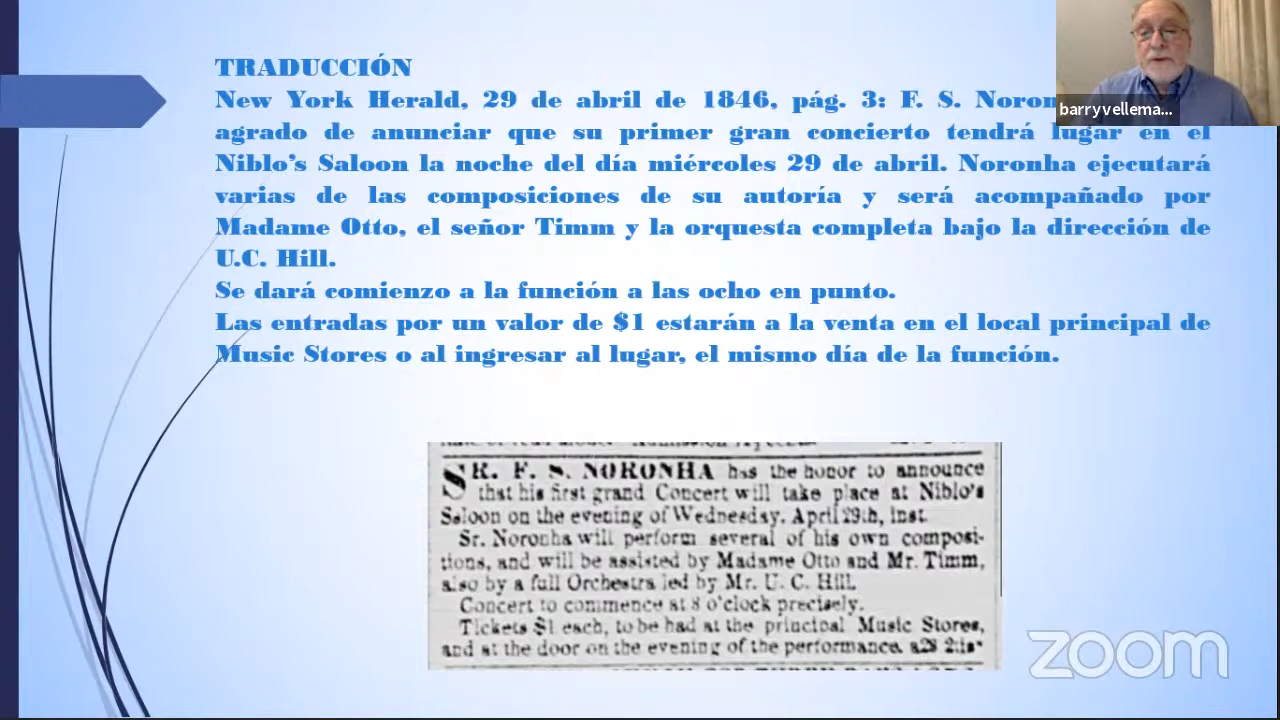 TRADUCCIÓN
New York Herald, 29 de abril de 1846, pág. 3: F. S.
agrado de anunciar que su primer gran concierto tendrá lugar en el
Niblo's Saloon la noche del día miércoles 29 de abril. Noronha ejecutará
varias de las composiciones de su autoría y será acompañado por
Madame Otto, el señor Timm y la orquesta completa bajo la dirección de
U.C. Hill.
Se dará comienzo a la función a las ocho en punto.
Las entradas por un valor de $1 estarán a la venta en el local principal de
Music Stores o al ingresar al lugar, el mismo día de la función.
barryvellema...
SR. F. S. NORONHA has the honor to announce
that his first grand Concert will take place at Niblo's
Saloon on the evening of Wednesday, April 29th, inst.
Sr. Noronha will perform several of his own composi-
tions, and will be assisted by Madame Otto and Mr. Timm,
also by a full Orchestra led by Mr. U. C. Hill.
Concert to commence at 8 o'clock precisely.
Tickets $1 each, to be had at the principal Music Stores,
and at the door on the evening of the performance. a28
zoom